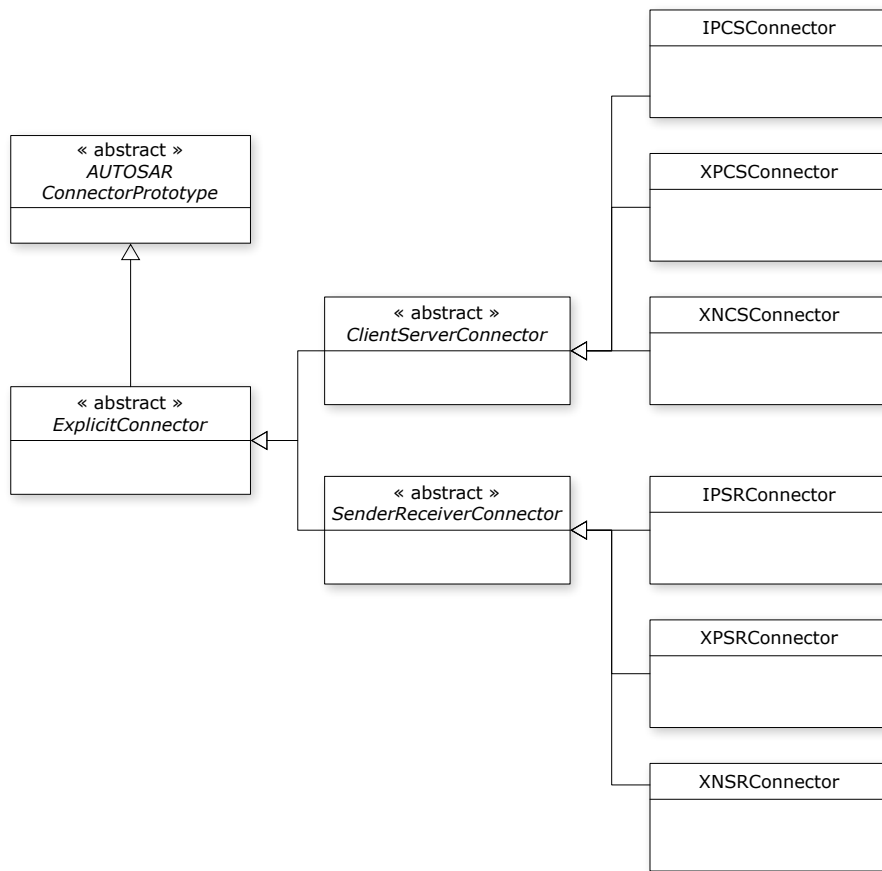 IPCSConnector
« abstract »
AUTOSAR
ConnectorPrototype
XPCSConnector
« abstract »
ClientServerConnector
XNCSConnector
« abstract »
ExplicitConnector
« abstract »
SenderReceiverConnector
IPSRConnector
XPSRConnector
XNSRConnector